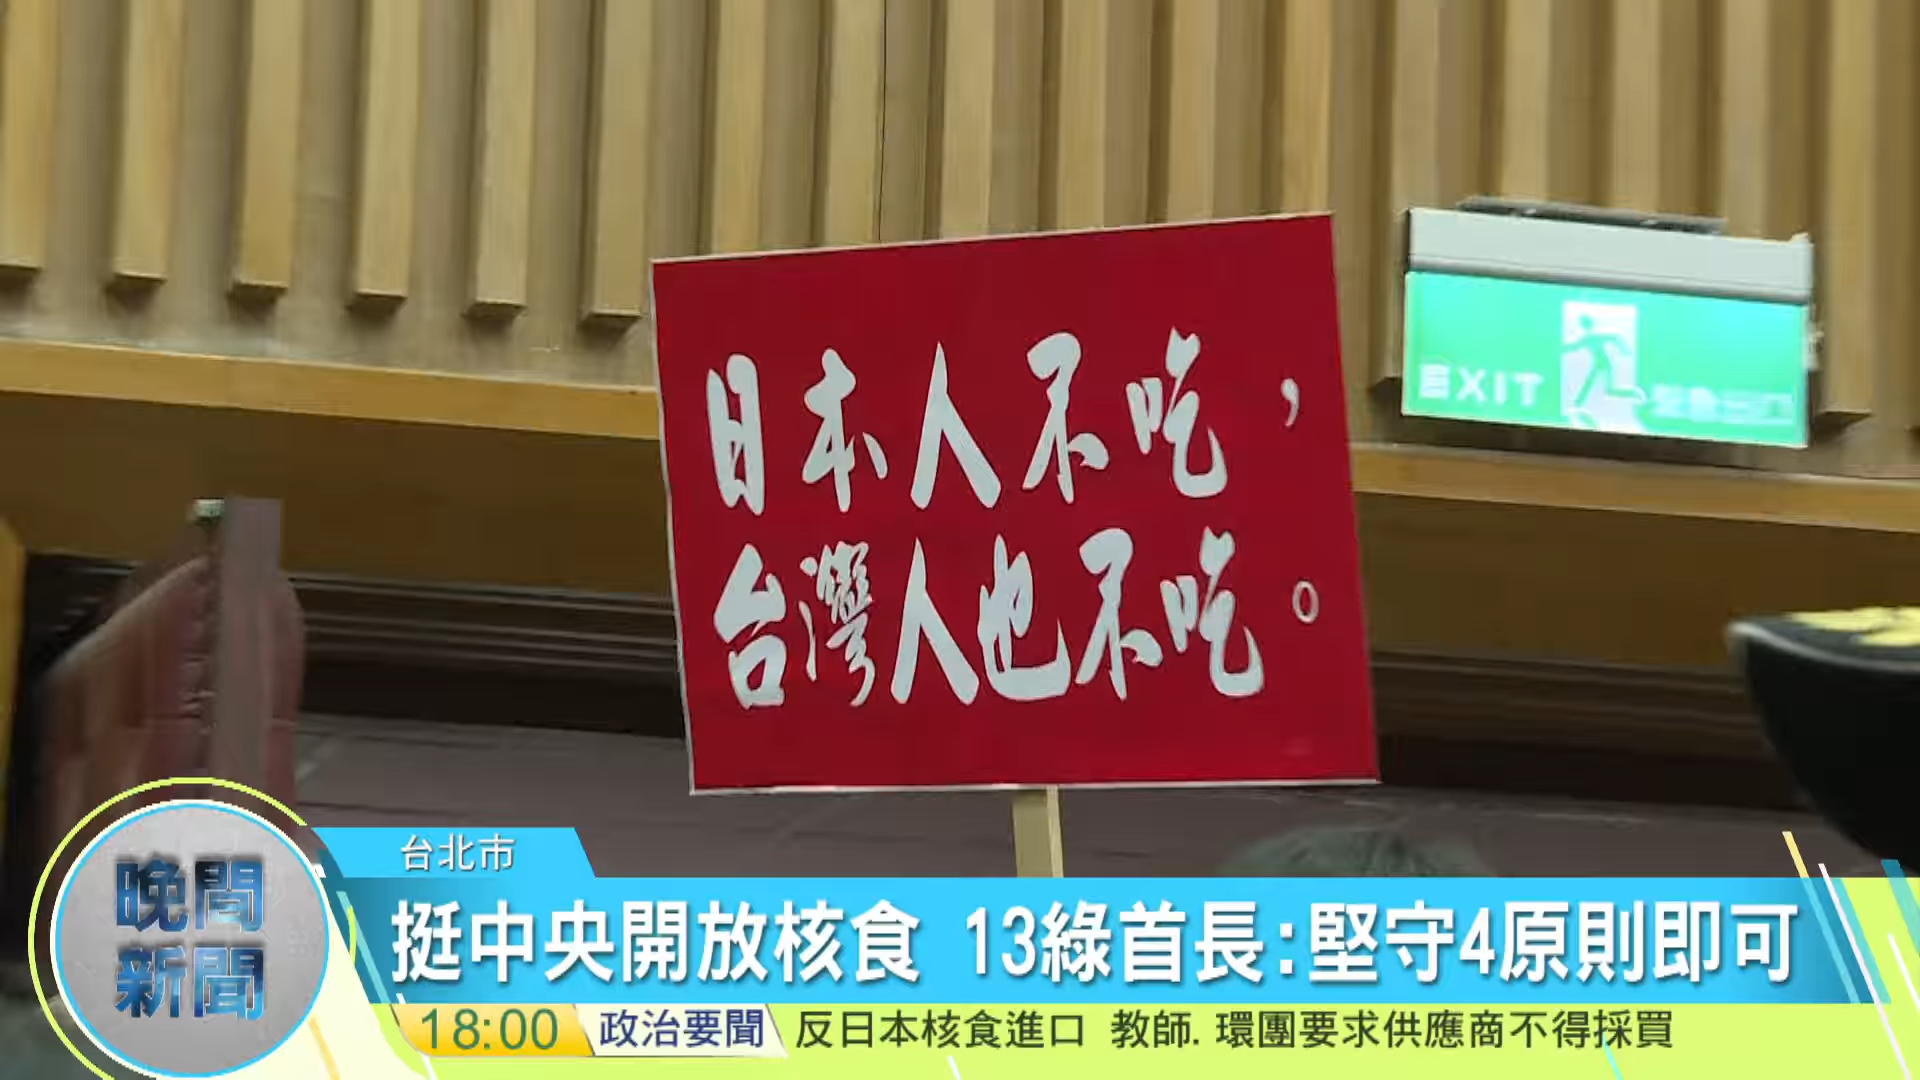 日本人不吃，
台灣人也不吃。
EXIT
台北市
晚間
新聞
挺中央開放核食 13綠首長:堅守4原則即可
18:00 政治要聞 反日本核食進口 教師.環團要求供應商不得採買